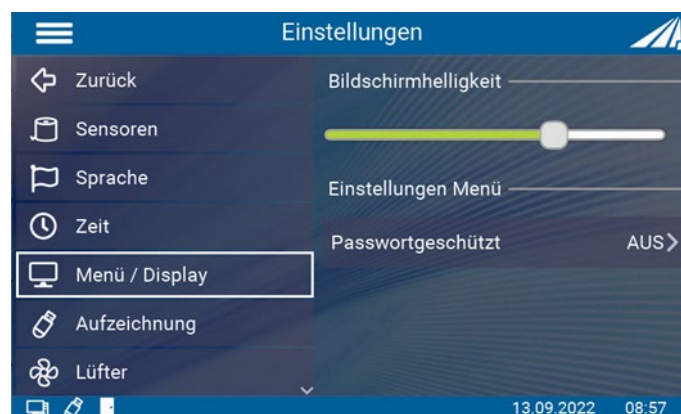 Einstellungen
Zurück
Sensoren
Sprache
Zeit
Menü / Display
Aufzeichnung
Lüfter
Bildschirmhelligkeit
Einstellungen Menü
Passwortgeschützt AUS
13.09.2022 08:57